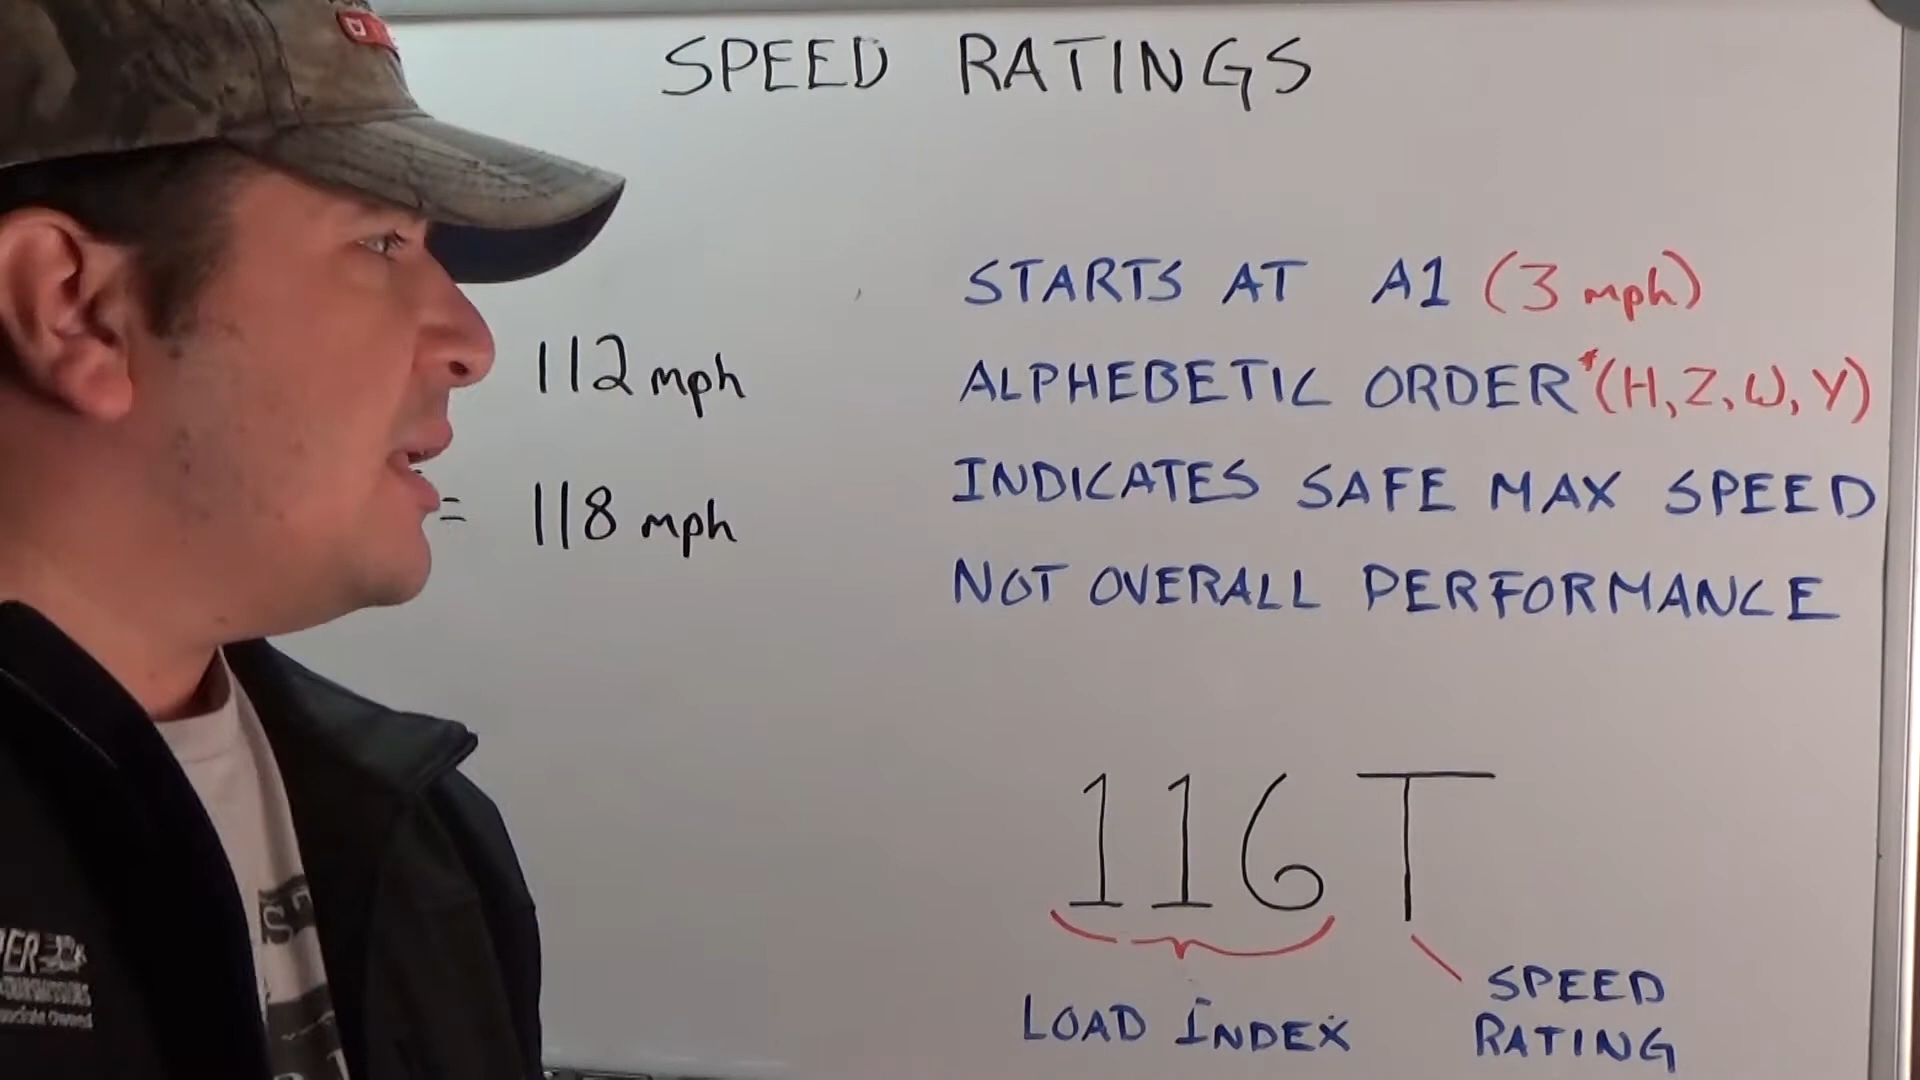 SPEED RATINGS
STARTS AT A1 (3 mph)
112 mph
ALPHEBETIC ORDER*(H,Z,W,Y)
INDICATES SAFE MAX SPEED
= 118 mph
NOT OVERALL PERFORMANCE
116T
LOAD INDEX
SPEED
RATING